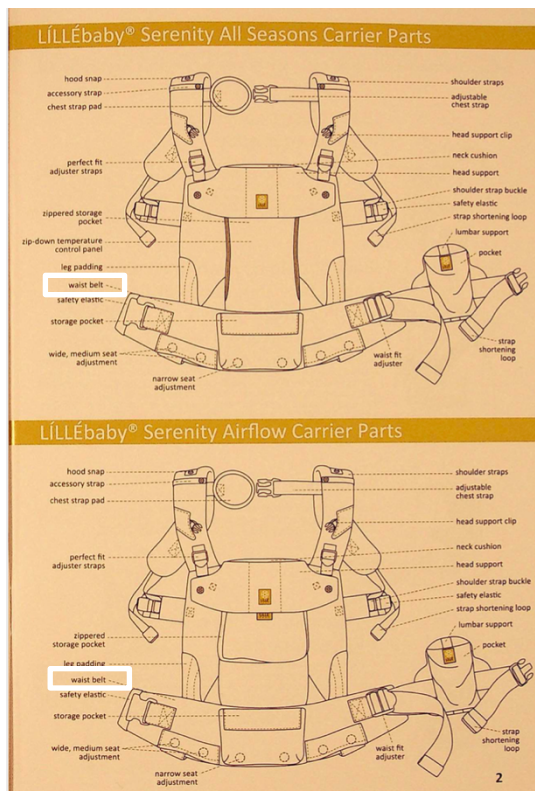 LÍLLÉbaby® Serenity All Seasons Carrier Parts
hood snap
accessory strap
chest strap pad
perfect fit
adjuster straps
zippered storage
pocket
zip-down temperature
control panel
leg padding
waist belt
safety elastic
storage pocket
wide, medium seat
adjustment
narrow seat
adjustment
shoulder straps
adjustable
chest strap
head support clip
neck cushion
head support
shoulder strap buckle
safety elastic
strap shortening loop
lumbar support
pocket
strap
shortening
loop
waist fit
adjuster
LÍLLÉbaby® Serenity Airflow Carrier Parts
hood snap
accessory strap
chest strap pad
perfect fit
adjuster straps
zippered
storage pocket
leg padding
waist belt
safety elastic
storage pocket
wide, medium seat
adjustment
narrow seat
adjustment
shoulder straps
adjustable
chest strap
head support clip
neck cushion
head support
shoulder strap buckle
safety elastic
strap shortening loop
lumbar support
pocket
strap
shortening
loop
waist fit
adjuster
2